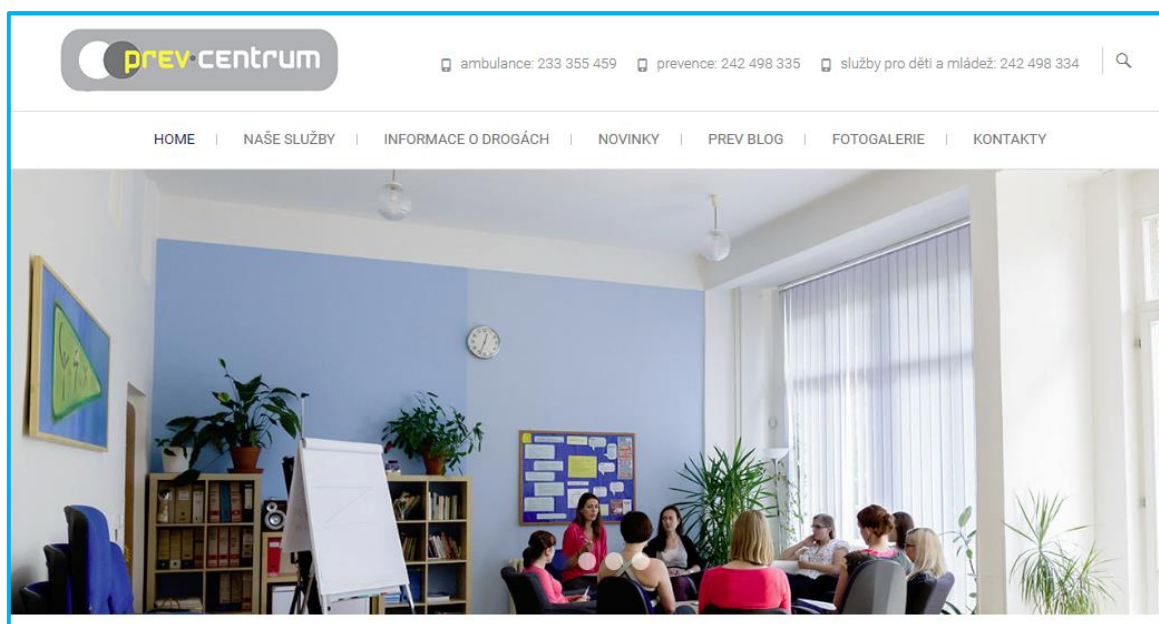 prev•centrum
ambulance: 233 355 459 prevence: 242 498 335 služby pro děti a mládež: 242 498 334
HOME | NAŠE SLUŽBY | INFORMACE O DROGÁCH | NOVINKY | PREV BLOG | FOTOGALERIE | KONTAKTY